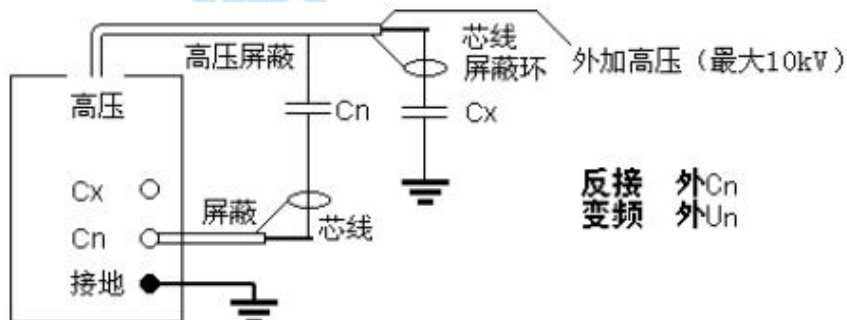 高压屏蔽
芯线
屏蔽环
外加高压（最大10kV）
高压
Cn
Cx
Cx
屏蔽
Cn
芯线
接地
反接 外Cn
变频 外Un